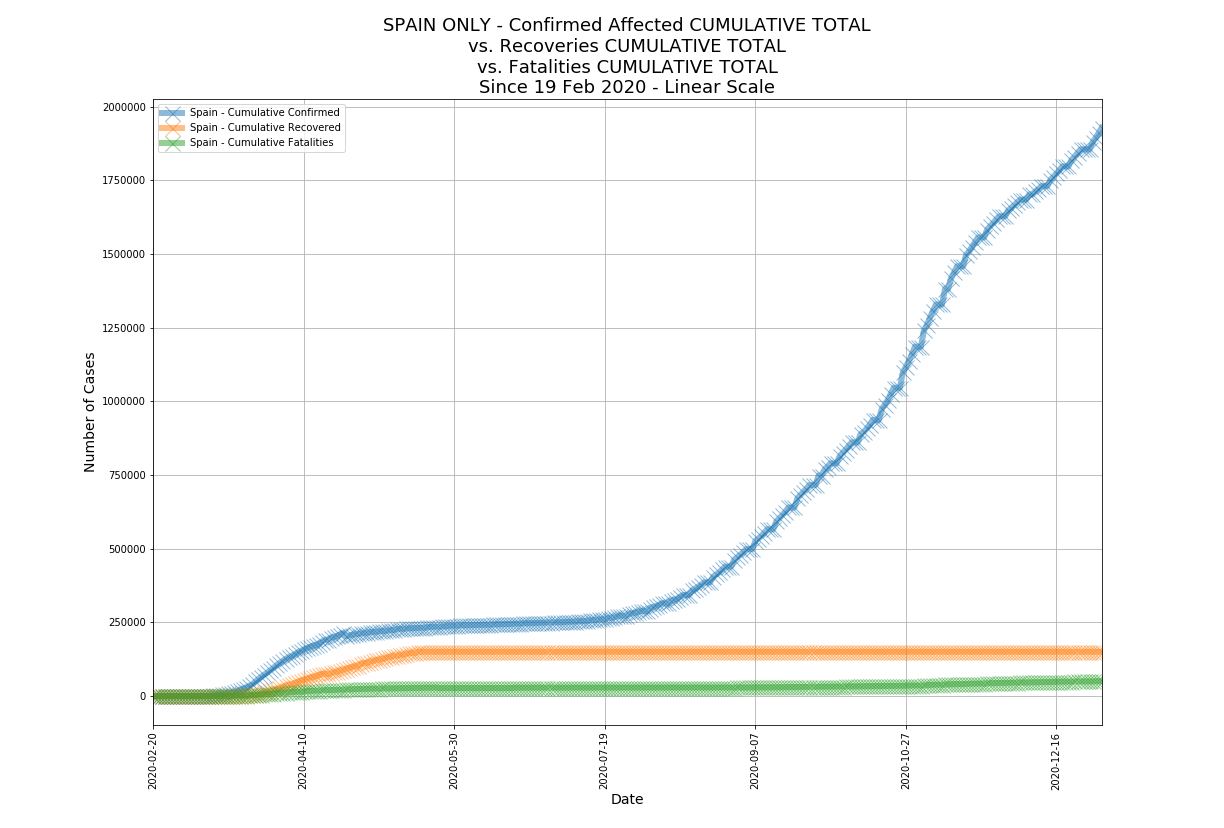 SPAIN ONLY - Confirmed Affected CUMULATIVE TOTAL
vs. Recoveries CUMULATIVE TOTAL
vs. Fatalities CUMULATIVE TOTAL
Since 19 Feb 2020 - Linear Scale
Spain - Cumulative Confirmed
Spain - Cumulative Recovered
Spain - Cumulative Fatalities
Number of Cases
2000000
1750000
1500000
1250000
1000000
750000
500000
250000
0
2020-02-20
2020-04-10
2020-05-30
2020-07-19
2020-09-07
2020-10-27
2020-12-16
Date